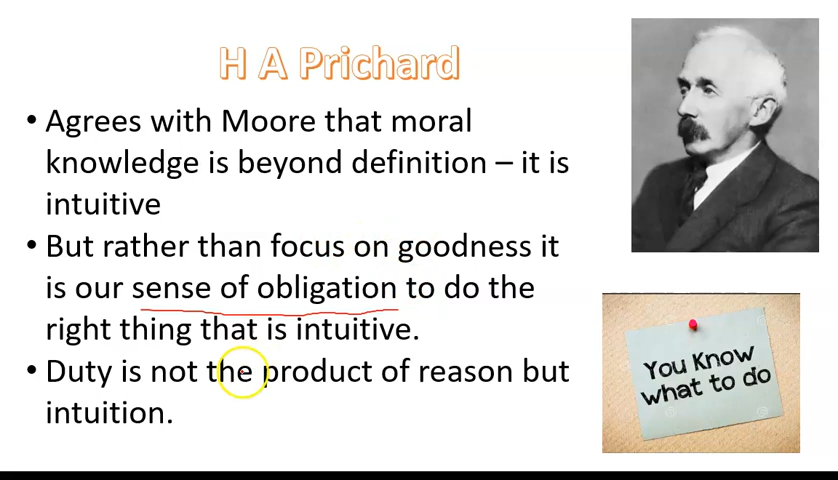 H A Prichard
• Agrees with Moore that moral
knowledge is beyond definition – it is
intuitive
• But rather than focus on goodness it
is our sense of obligation to do the
right thing that is intuitive.
• Duty is not the product of reason but
intuition.
You Know
what to do